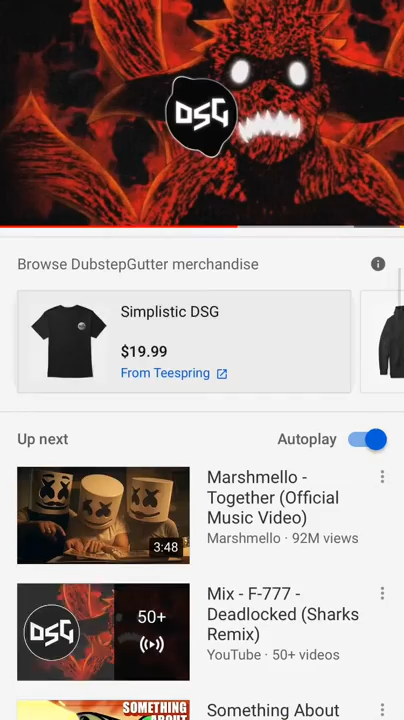 DSG
Browse DubstepGutter merchandise
Simplistic DSG
$19.99
From Teespring
Up next
Autoplay
Marshmello -
Together (Official
Music Video)
Marshmello · 92M views
3:48
Mix - F-777 -
Deadlocked (Sharks
Remix)
YouTube · 50+ videos
DSG
50+
SOMETHING
ABOUT
Something About